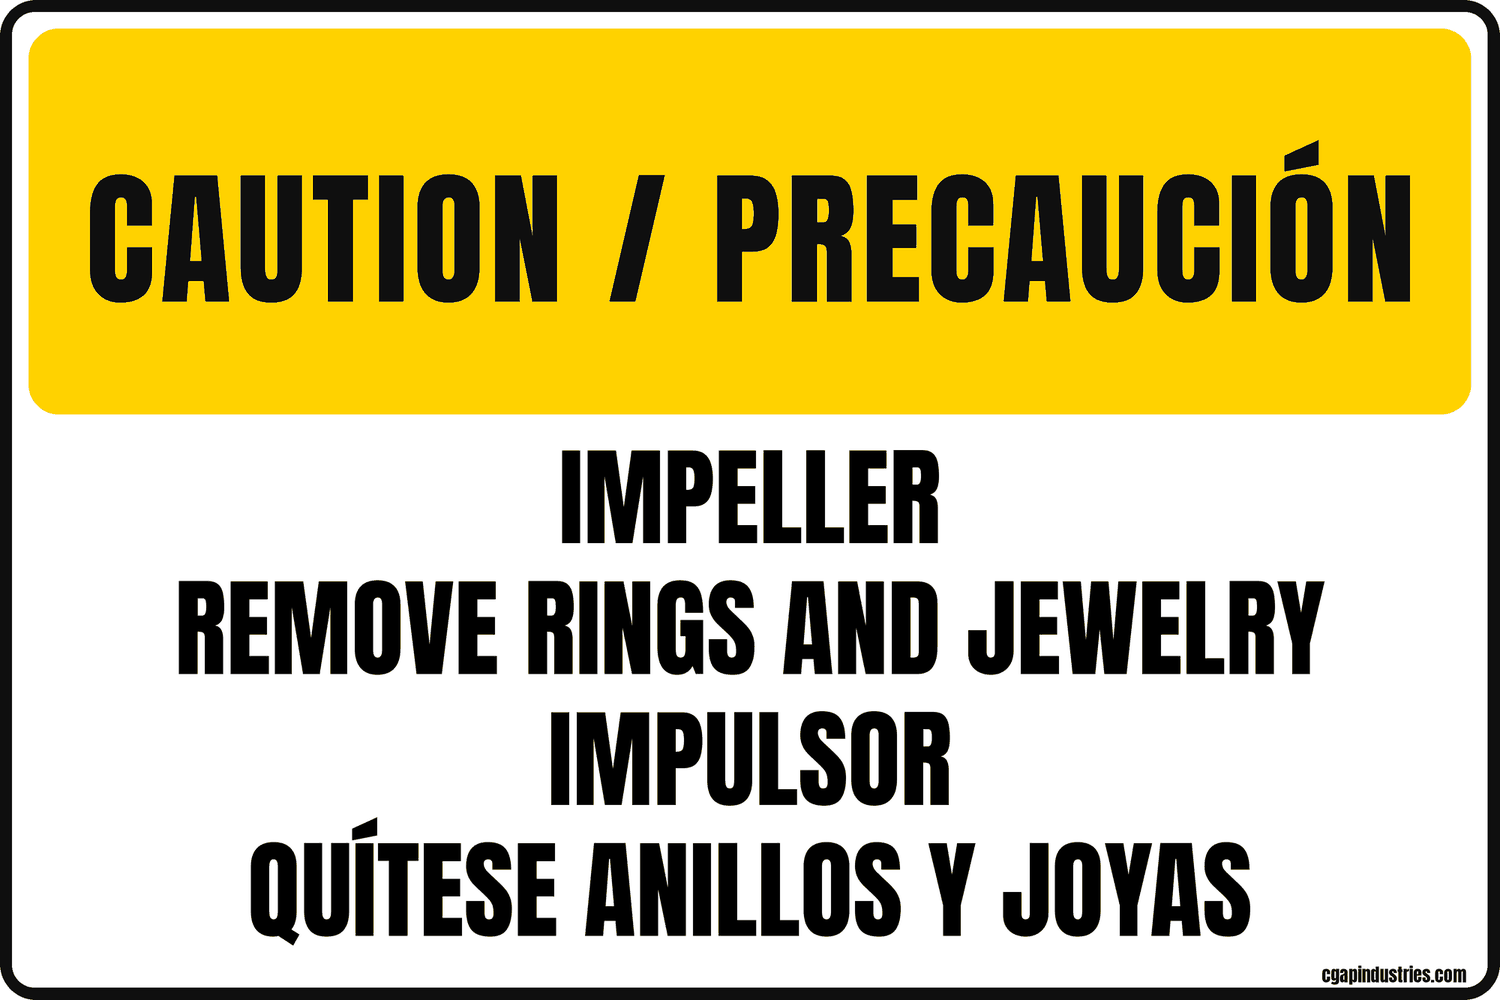 CAUTION / PRECAUCIÓN
IMPELLER
REMOVE RINGS AND JEWELRY
IMPULSOR
QUÍTESE ANILLOS Y JOYAS
cgapindustries.com